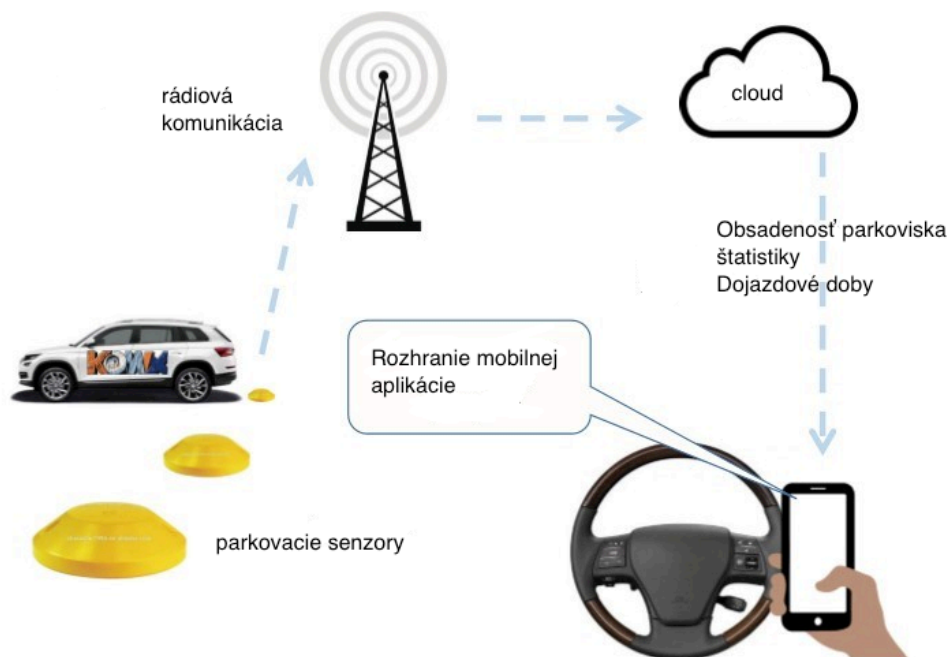 rádiová
komunikácia
cloud
Obsadenosť parkoviska
štatistiky
Dojazdové doby
Rozhranie mobilnej
aplikácie
parkovacie senzory